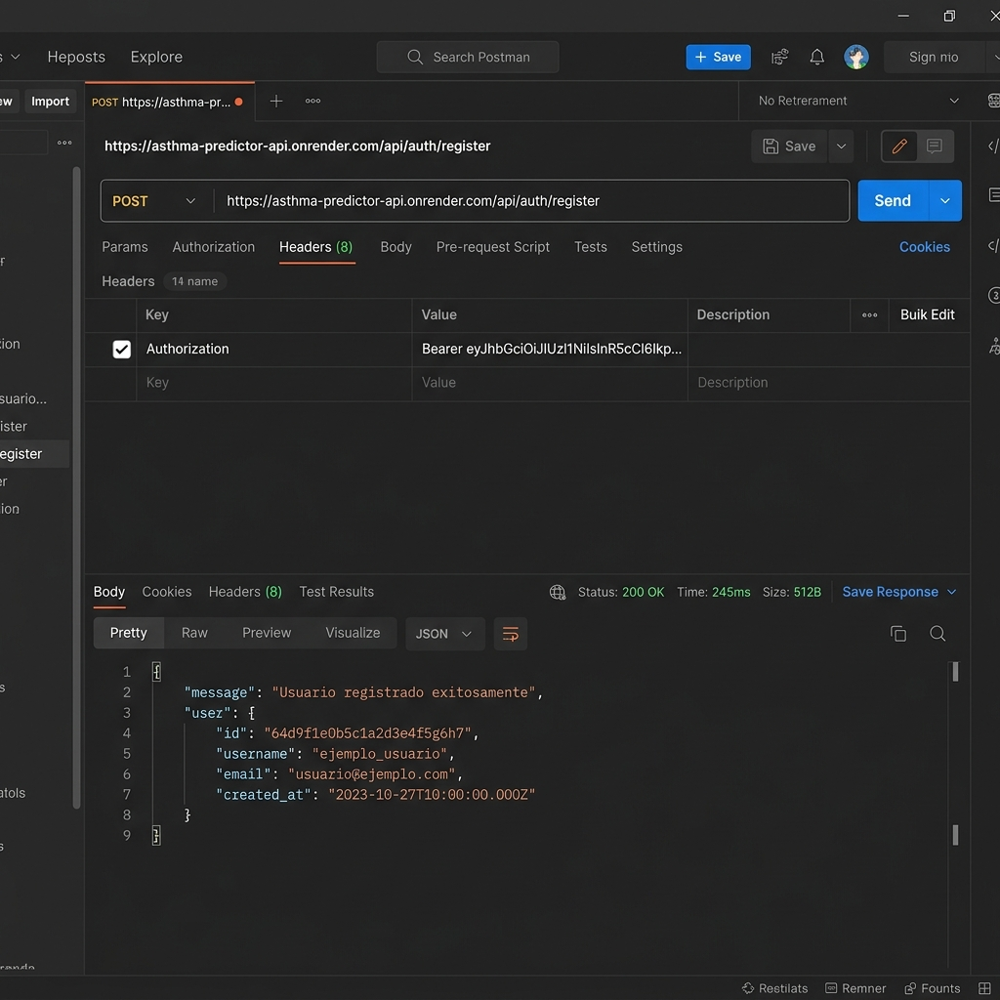 s
Heposts
Explore
Search Postman
+ Save
Sign nio
ew
Import
POST https://asthma-pr...
No Retrerament
https://asthma-predictor-api.onrender.com/api/auth/register
Save
POST
https://asthma-predictor-api.onrender.com/api/auth/register
Send
Params
Authorization
Headers (8)
Body
Pre-request Script
Tests
Settings
Cookies
Headers
14 name
Key
Value
Description
Buik Edit
Authorization
Bearer eyJhbGciOiJlUzl1NilsInR5cCl6lkp...
Key
Value
Description
r
cion
suario...
ister
egister
er
ion
s
atols
s
Body
Cookies
Headers (8)
Test Results
Status: 200 OK
Time: 245ms
Size: 512B
Save Response
Pretty
Raw
Preview
Visualize
JSON
1 {
2 "message": "Usuario registrado exitosamente",
3 "user": {
4 "id": "64d9f1e0b5c1a2d3e4f5g6h7",
5 "username": "ejemplo_usuario",
6 "email": "usuario@ejemplo.com",
7 "created_at": "2023-10-27T10:00:00.000Z"
8 }
9 }
Restilats
Remner
Founts